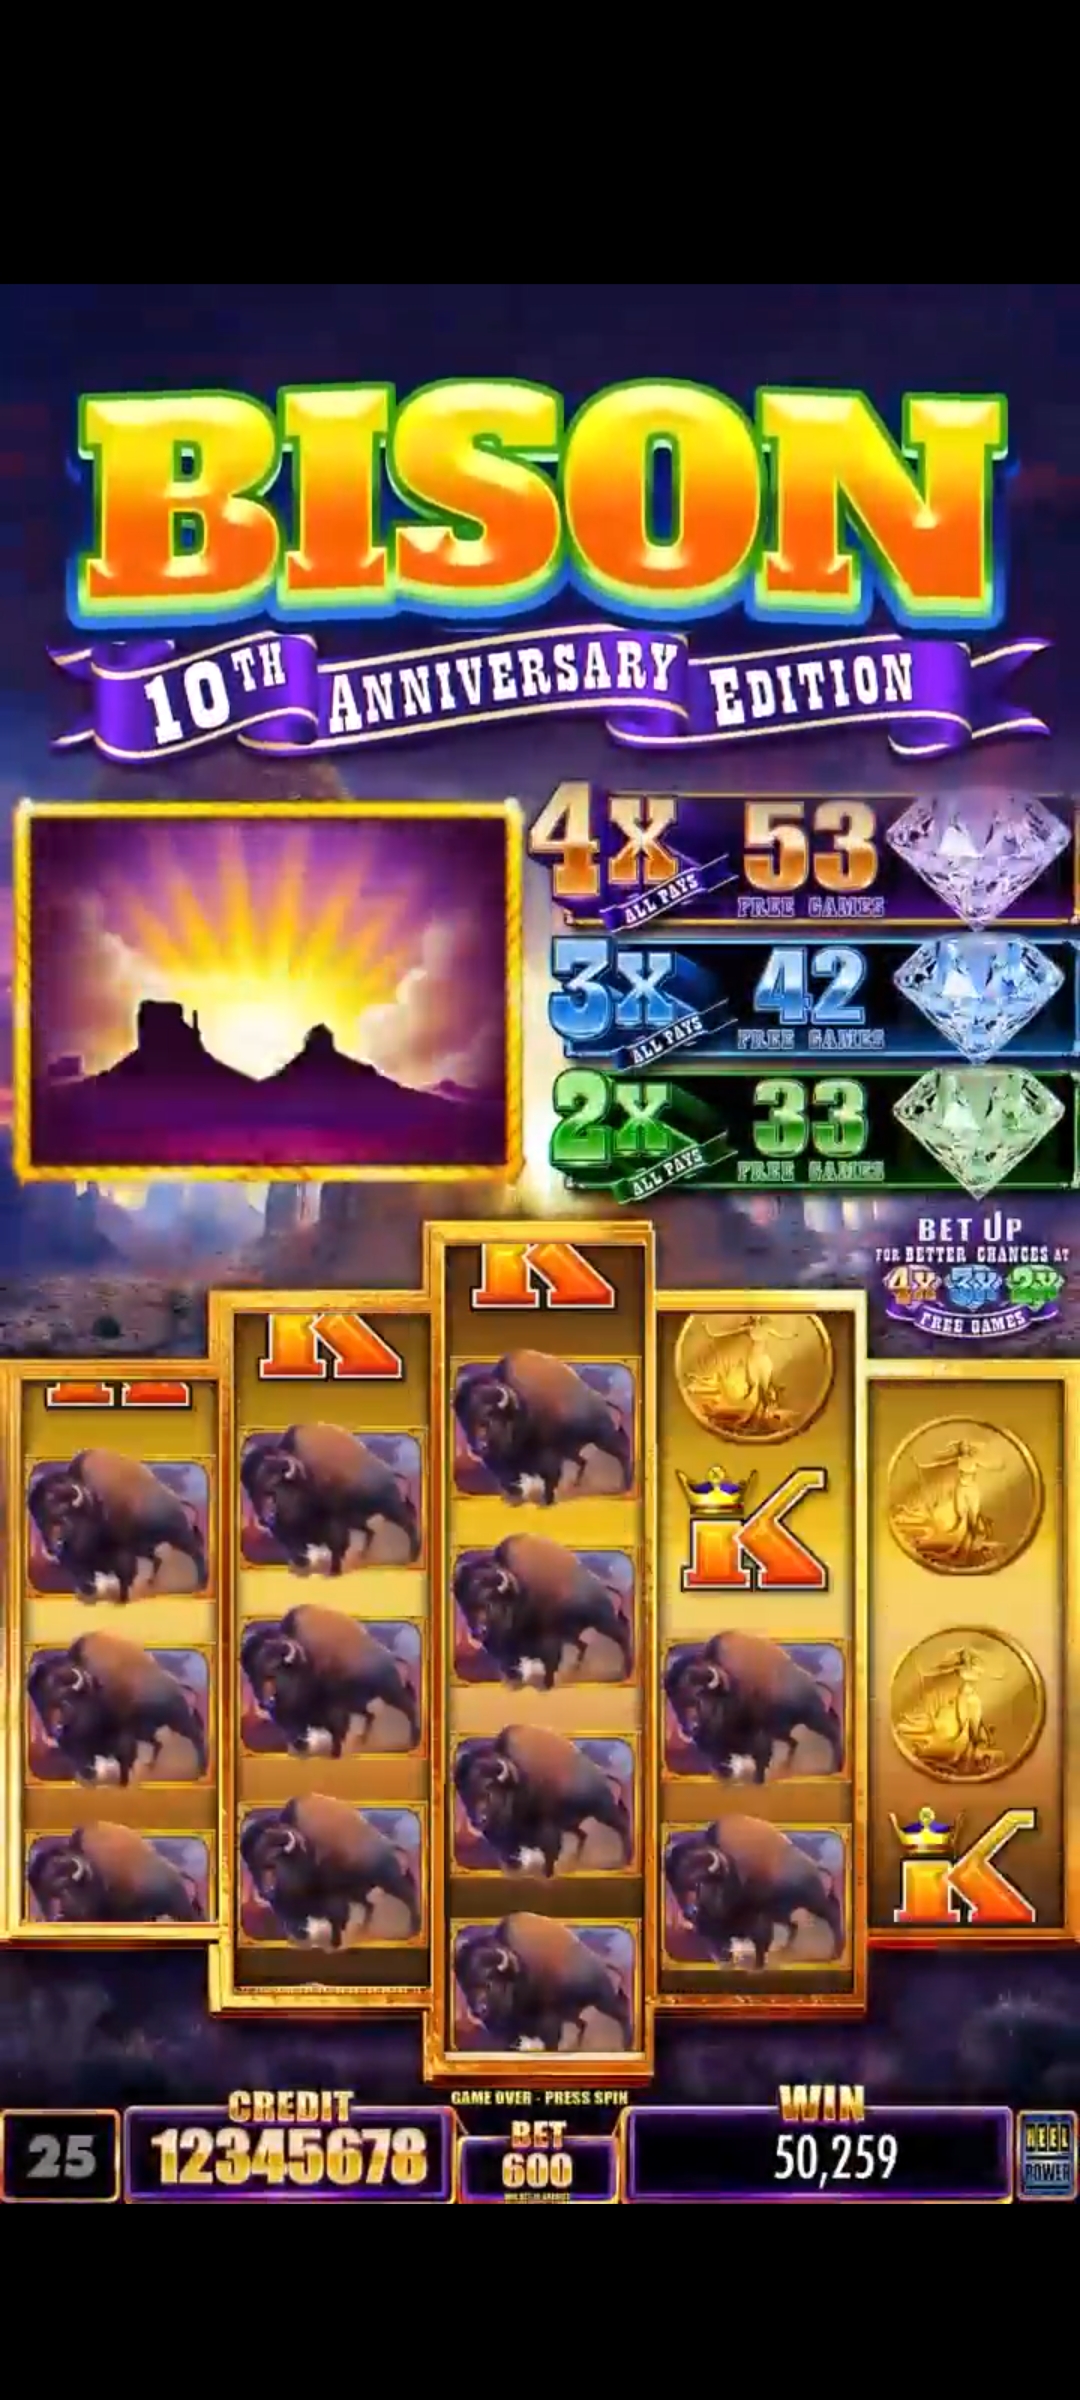 BISON
10TH ANNIVERSARY EDITION
4X ALL PAYS 53 FREE GAMES
3X ALL PAYS 42 FREE GAMES
2X ALL PAYS 33 FREE GAMES
BET UP
FOR BETTER CHANCES AT
4X 3X 2X
FREE GAMES
K
K
K
K
K
GAME OVER - PRESS SPIN
CREDIT
BET
WIN
25
12345678
600
50,259
REEL
POWER